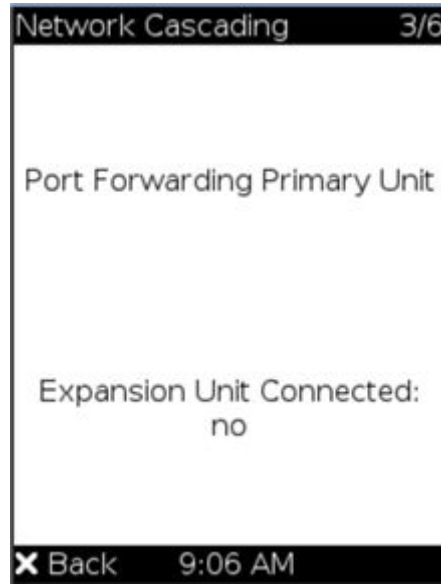 Network Cascading 3/6
Port Forwarding Primary Unit
Expansion Unit Connected:
no
Back 9:06 AM